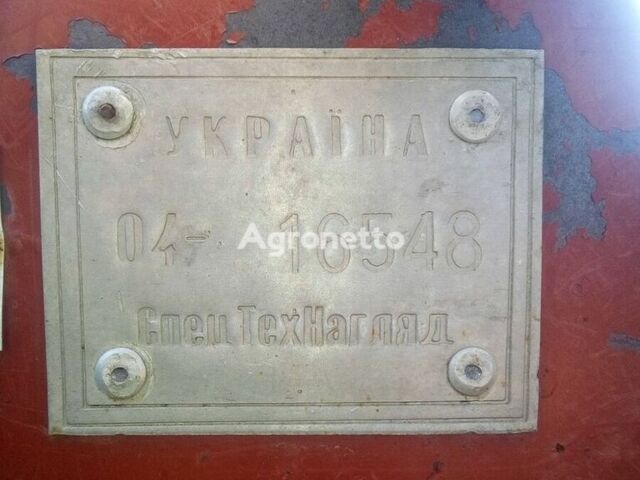 УКРАЇНА
04- 16548
Agronetto
СпецТехНагляд